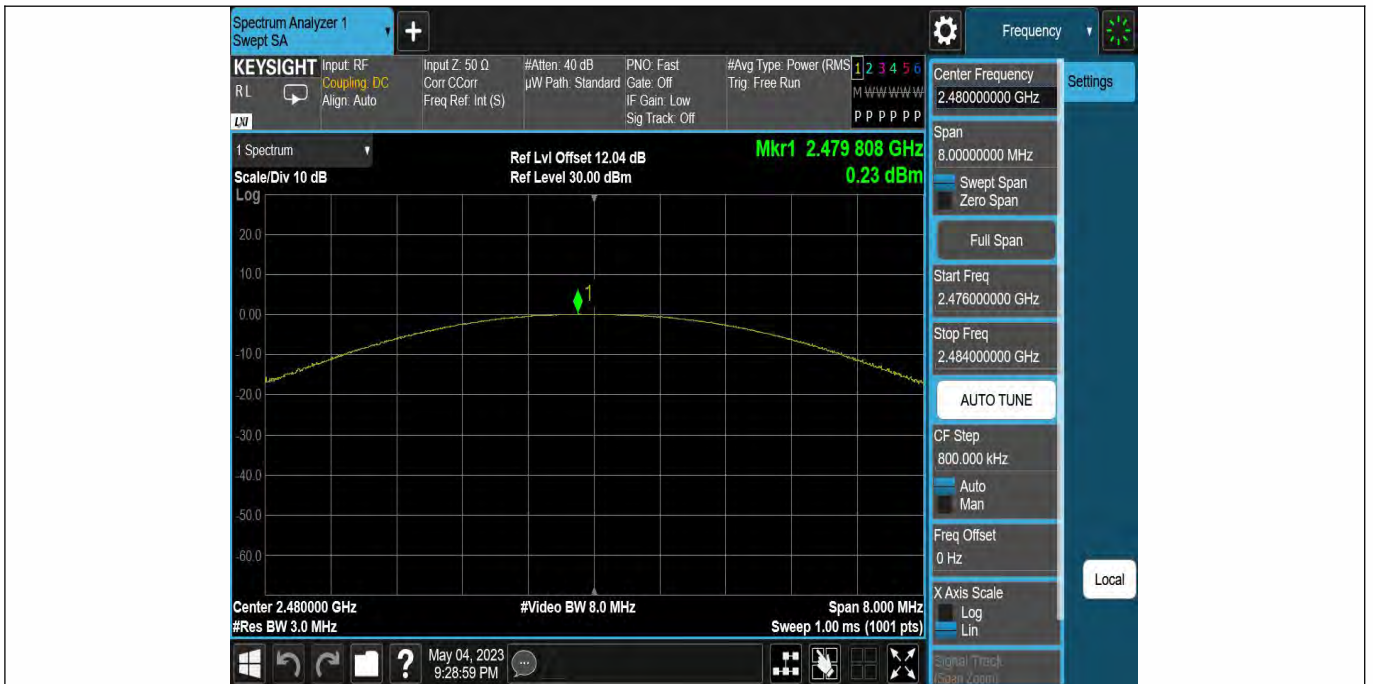 Spectrum Analyzer 1
Swept SA
+
Frequency
KEYSIGHT
RL
LXI
Input: RF
Coupling: DC
Align: Auto
Input Z: 50 Ω
Corr CCorr
Freq Ref: Int (S)
#Atten: 40 dB
µW Path: Standard
PNO: Fast
Gate: Off
IF Gain: Low
Sig Track: Off
#Avg Type: Power (RMS
Trig: Free Run
1 2 3 4 5 6
M W W W W W
P P P P P P
1 Spectrum
Scale/Div 10 dB
Log
Ref Lvl Offset 12.04 dB
Ref Level 30.00 dBm
Mkr1 2.479 808 GHz
0.23 dBm
1
20.0
10.0
0.00
-10.0
-20.0
-30.0
-40.0
-50.0
-60.0
Center 2.480000 GHz
#Res BW 3.0 MHz
#Video BW 8.0 MHz
Span 8.000 MHz
Sweep 1.00 ms (1001 pts)
?
May 04, 2023
9:28:59 PM
Center Frequency
2.480000000 GHz
Settings
Span
8.00000000 MHz
Swept Span
Zero Span
Full Span
Start Freq
2.476000000 GHz
Stop Freq
2.484000000 GHz
AUTO TUNE
CF Step
800.000 kHz
Auto
Man
Freq Offset
0 Hz
X Axis Scale
Log
Lin
Local
Signal Track
(Span Zoom)